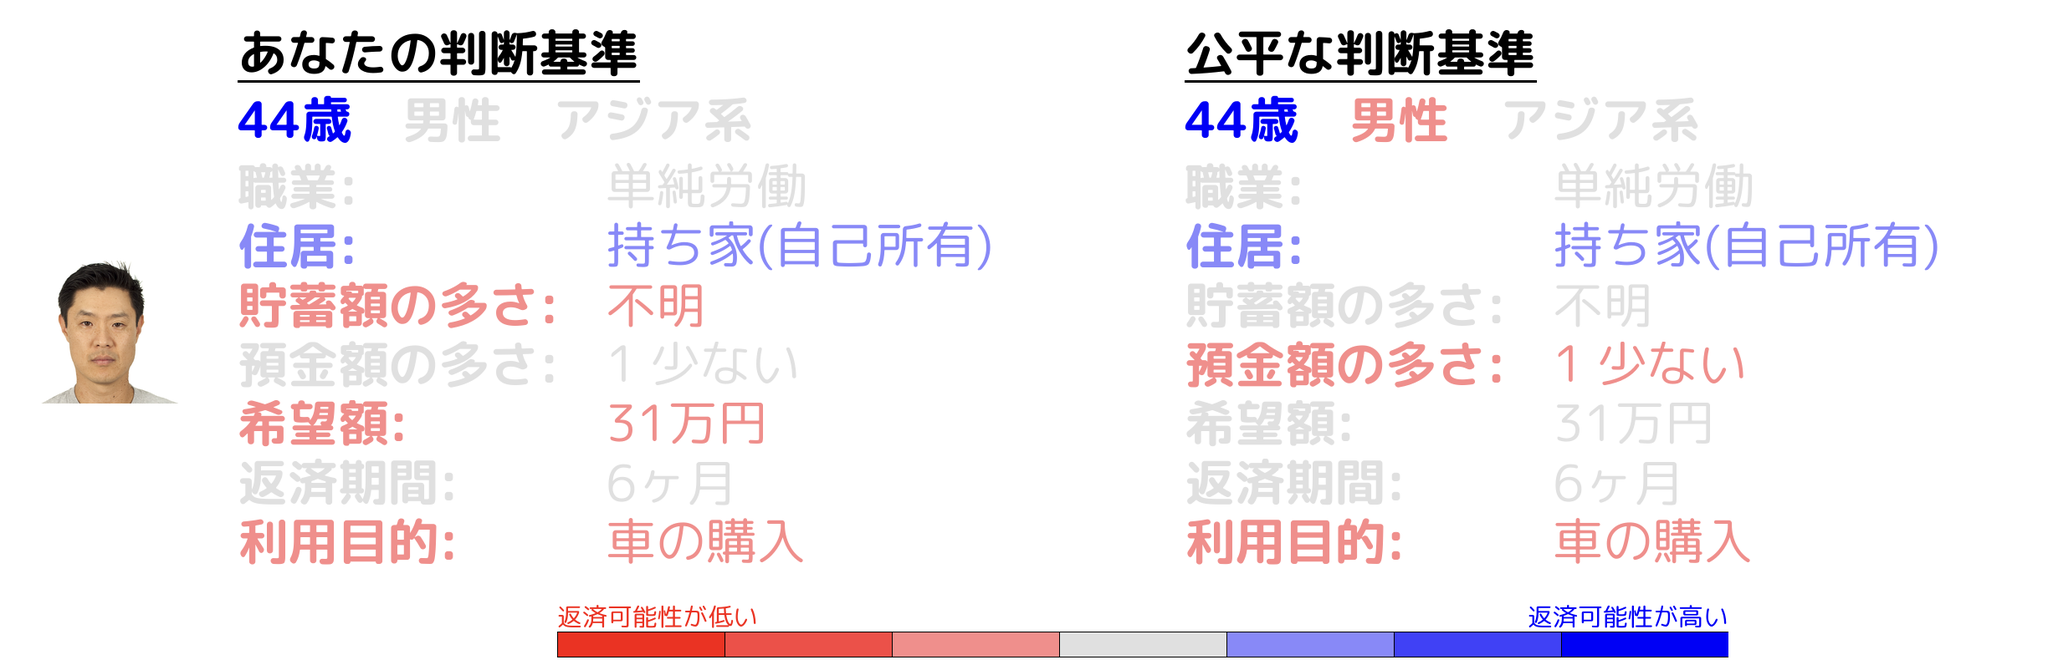 あなたの判断基準
44歳 男性 アジア系
職業: 単純労働
住居: 持ち家(自己所有)
貯蓄額の多さ: 不明
預金額の多さ: 1 少ない
希望額: 31万円
返済期間: 6ヶ月
利用目的: 車の購入
公平な判断基準
44歳 男性 アジア系
職業: 単純労働
住居: 持ち家(自己所有)
貯蓄額の多さ: 不明
預金額の多さ: 1 少ない
希望額: 31万円
返済期間: 6ヶ月
利用目的: 車の購入
返済可能性が低い
返済可能性が高い